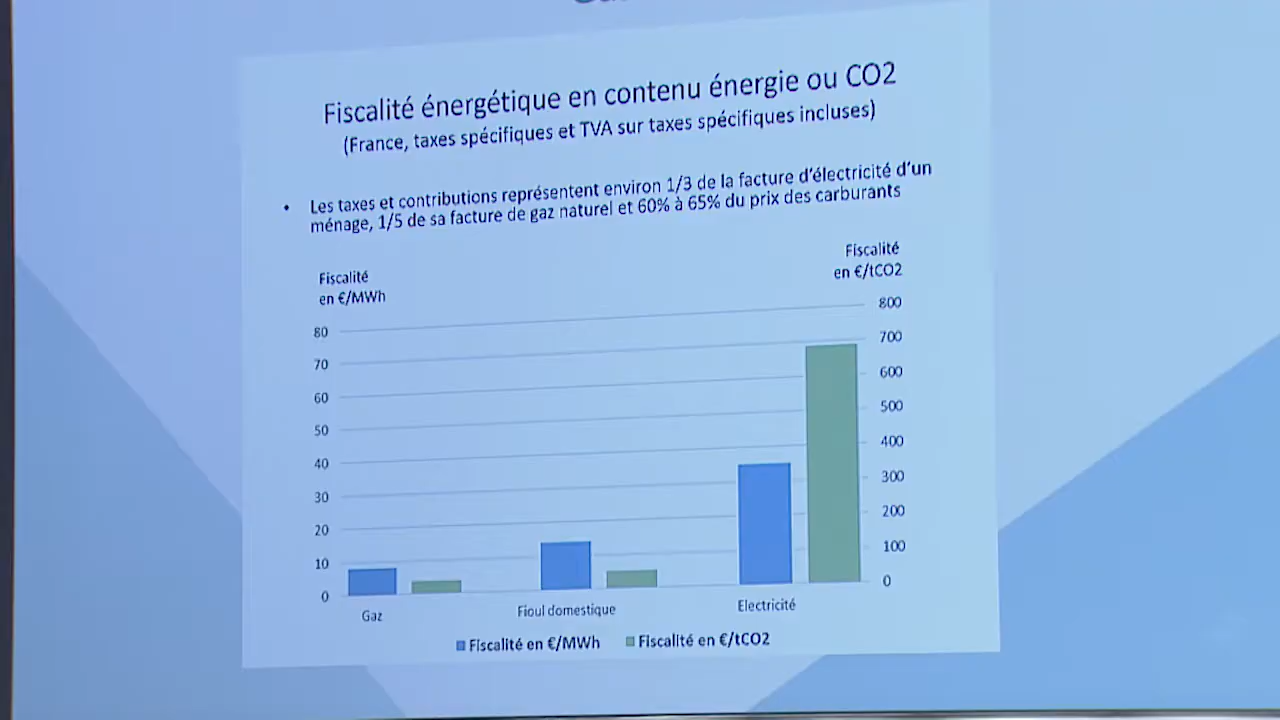 Fiscalité énergétique en contenu énergie ou CO2
(France, taxes spécifiques et TVA sur taxes spécifiques incluses)
• Les taxes et contributions représentent environ 1/3 de la facture d'électricité d'un
ménage, 1/5 de sa facture de gaz naturel et 60% à 65% du prix des carburants
Fiscalité
en €/MWh
Fiscalité
en €/tCO2
80
70
60
50
40
30
20
10
0
800
700
600
500
400
300
200
100
0
Gaz
Fioul domestique
Electricité
Fiscalité en €/MWh
Fiscalité en €/tCO2